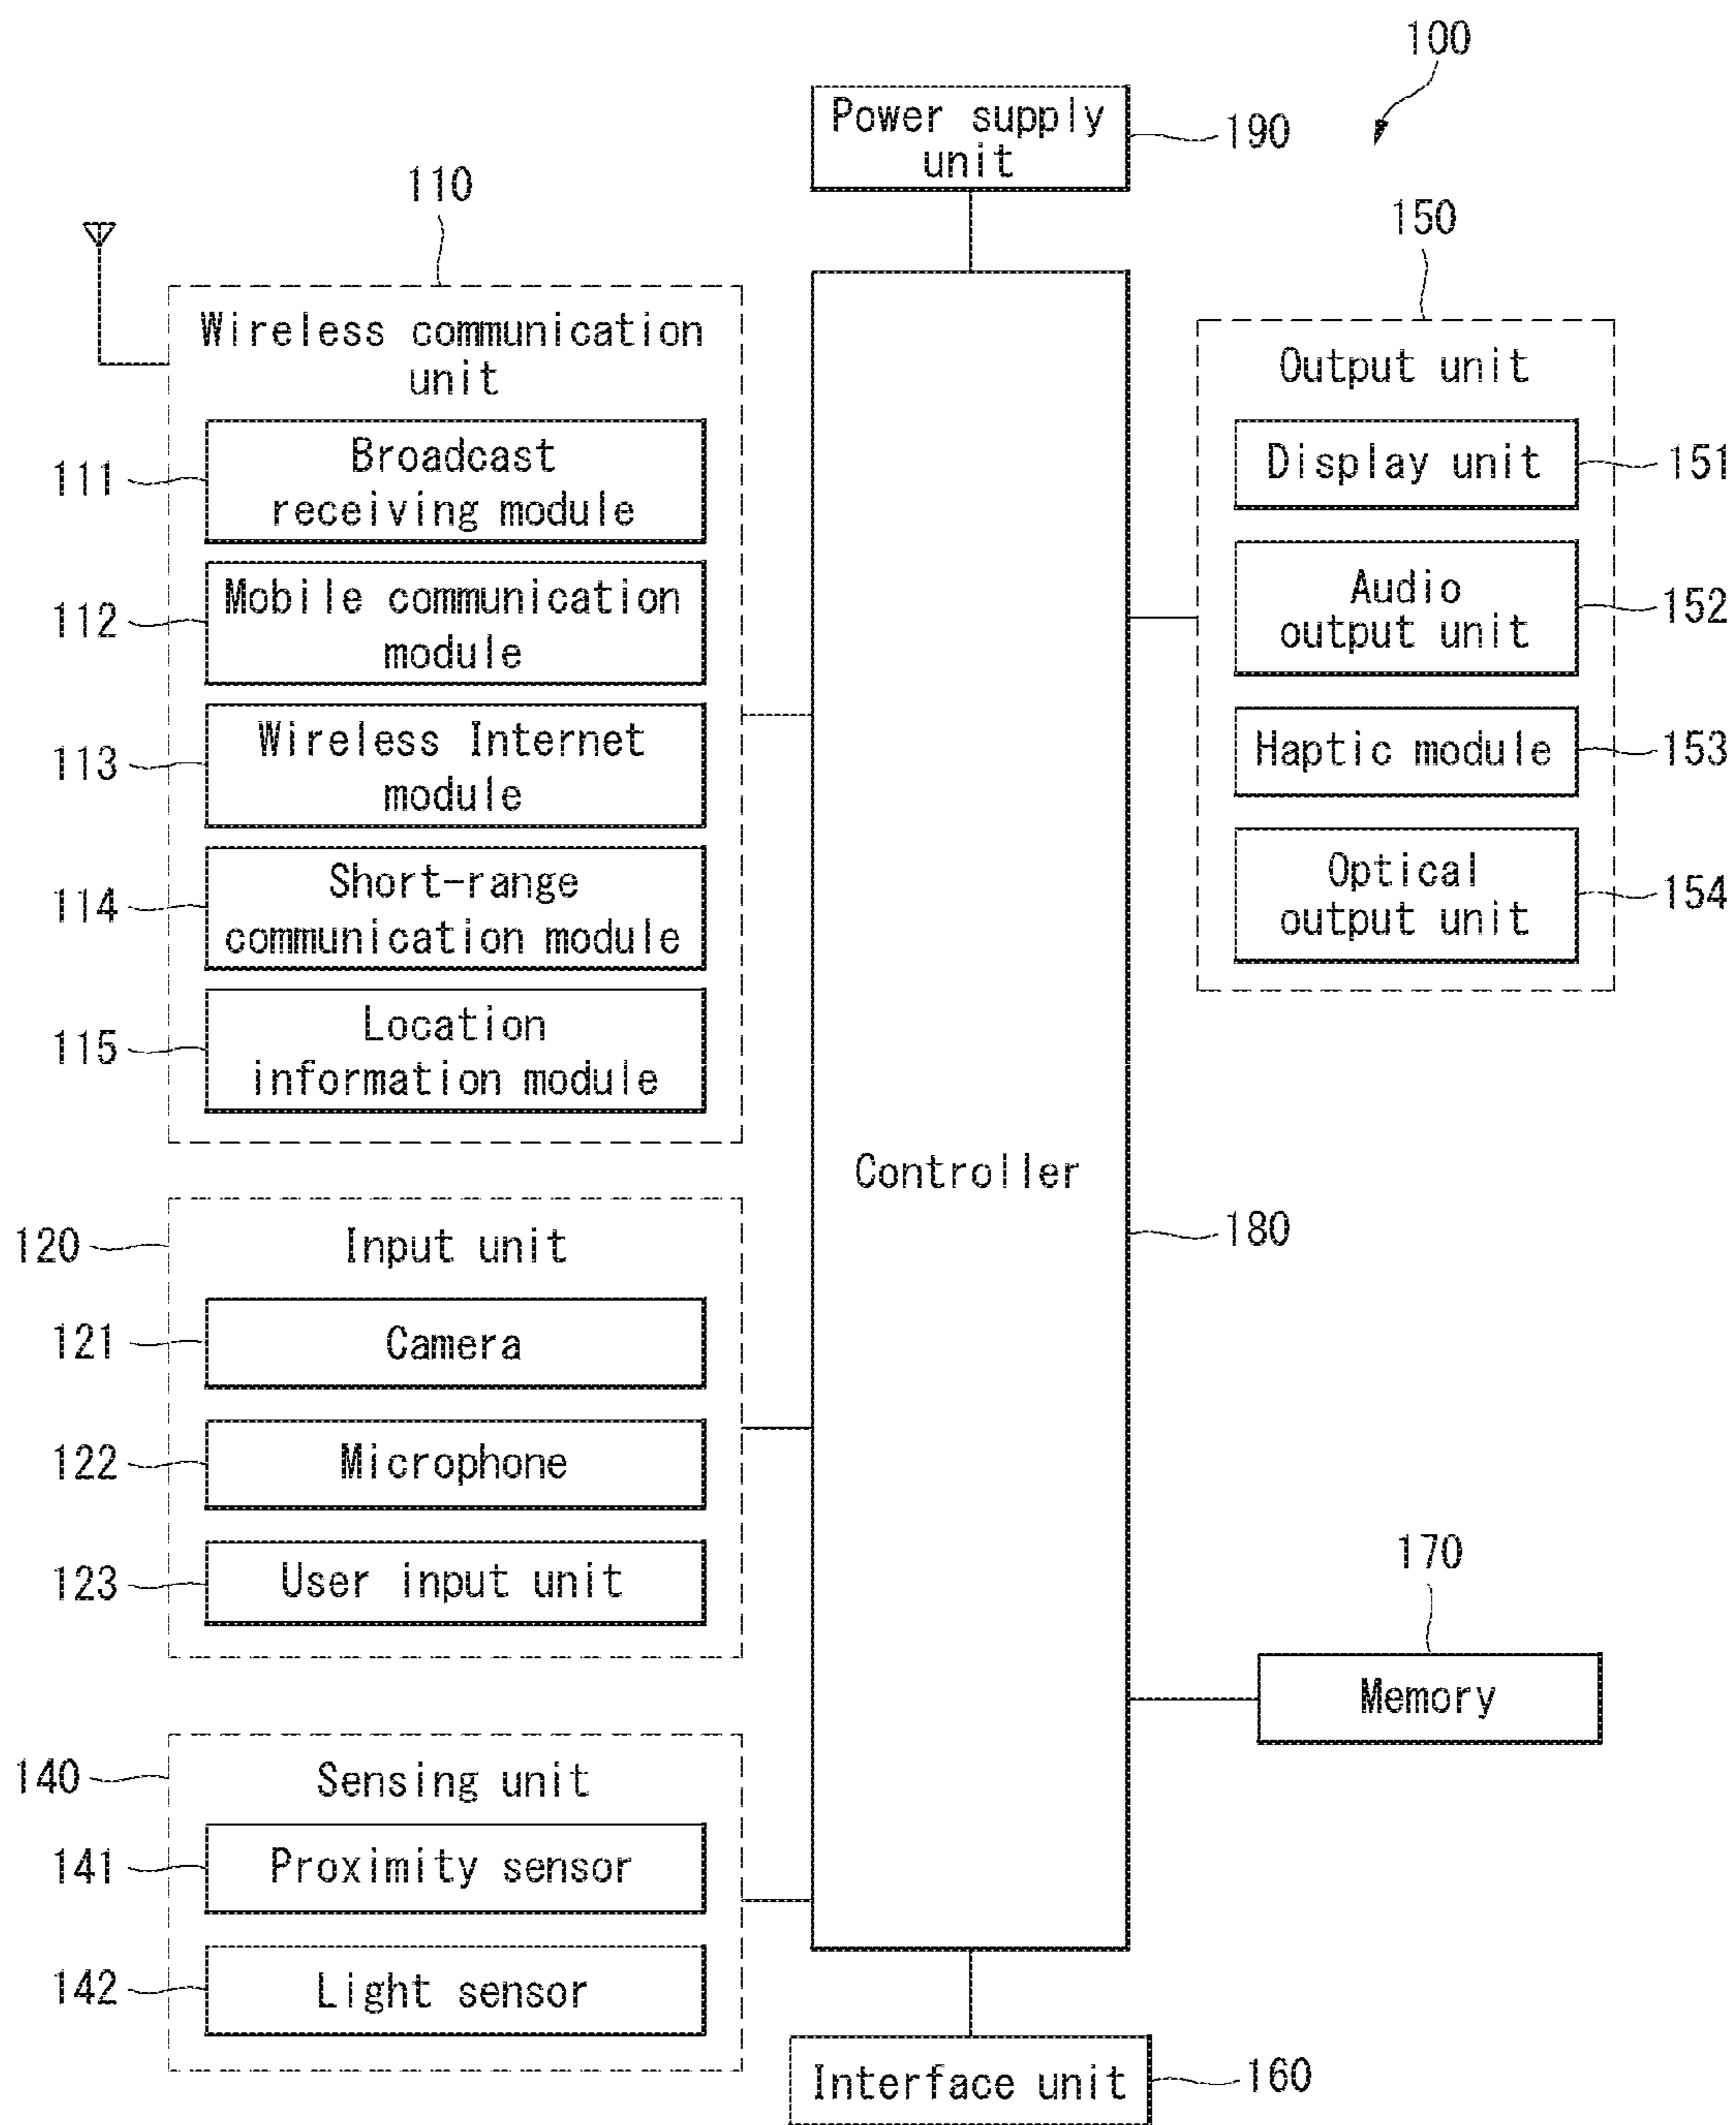 100
Power supply
unit
190
110
150
Wireless communication
unit
Output unit
111
Broadcast
receiving module
Display unit
151
112
Mobile communication
module
Audio
output unit
152
113
Wireless Internet
module
Haptic module
153
114
Short-range
communication module
Optical
output unit
154
115
Location
information module
Controller
180
120
Input unit
121
Camera
122
Microphone
123
User input unit
170
Memory
140
Sensing unit
141
Proximity sensor
142
Light sensor
Interface unit
160